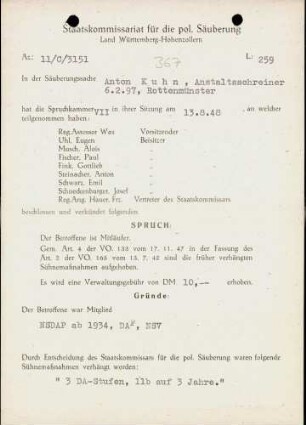 Staatskommissariat für die pol. Säuberung
Land Württemberg-Hohenzollern
Az: 11/C/3151
367
L: 259
In der Säuberungssache Anton Kuhn, Anstaltsschreiner
6.2.97, Rottenmünster
hat die Spruchkammer VII in ihrer Sitzung am 13.8.48, an welcher
teilgenommen haben:
Reg.Assessor Wax Vorsitzender
Uhl, Eugen Beisitzer
Mauch, Alois "
Fischer, Paul "
Fink, Gottlieb "
Steinacher, Anton "
Schwarz, Emil "
Schnekenburger, Josef "
Reg.Ang. Hauer, Frz. Vertreter des Staatskommissars
beschlossen und verkündet folgenden
SPRUCH:
Der Betroffene ist Mitläufer.
Gem. Art. 4 der VO. 133 vom 17. 11. 47 in der Fassung des
Art. 2 der VO. 165 vom 13. 7. 48 sind die früher verhängten
Sühnemaßnahmen aufgehoben.
Es wird eine Verwaltungsgebühr von DM 10,-- erhoben.
Gründe:
Der Betroffene war Mitglied
NSDAP ab 1934, DAF, NSV
Durch Entscheidung des Staatskommissars für die pol. Säuberung waren folgende
Sühnemaßnahmen verhängt worden:
" 3 DA-Stufen, 11b auf 3 Jahre."